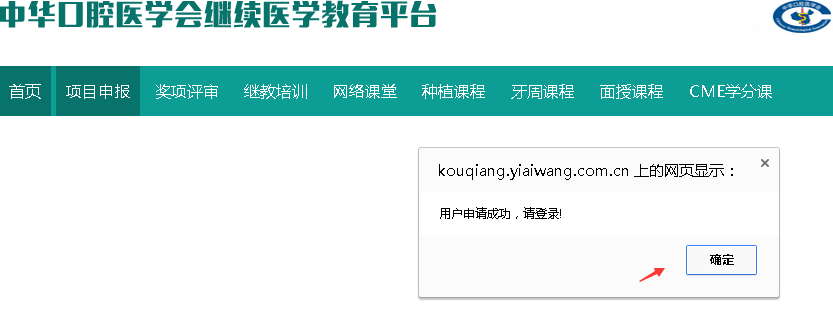 中华口腔医学会继续医学教育平台
首页 项目申报 奖项评审 继教培训 网络课堂 种植课程 牙周课程 面授课程 CME学分课
kouqiang.yiaiwang.com.cn 上的网页显示：
用户申请成功，请登录!
确定